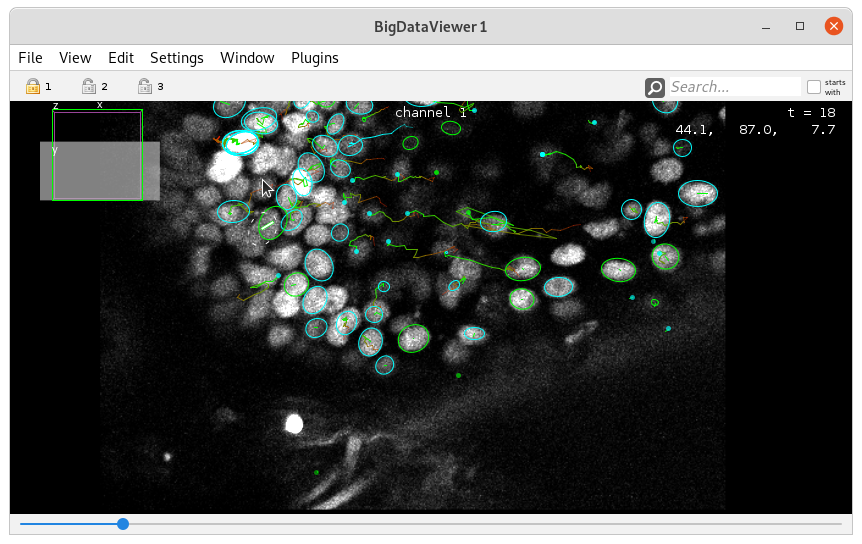 BigDataViewer 1
File View Edit Settings Window Plugins
1 2 3 Search... starts with
z x channel 1 t = 18
44.1, 87.0, 7.7
y